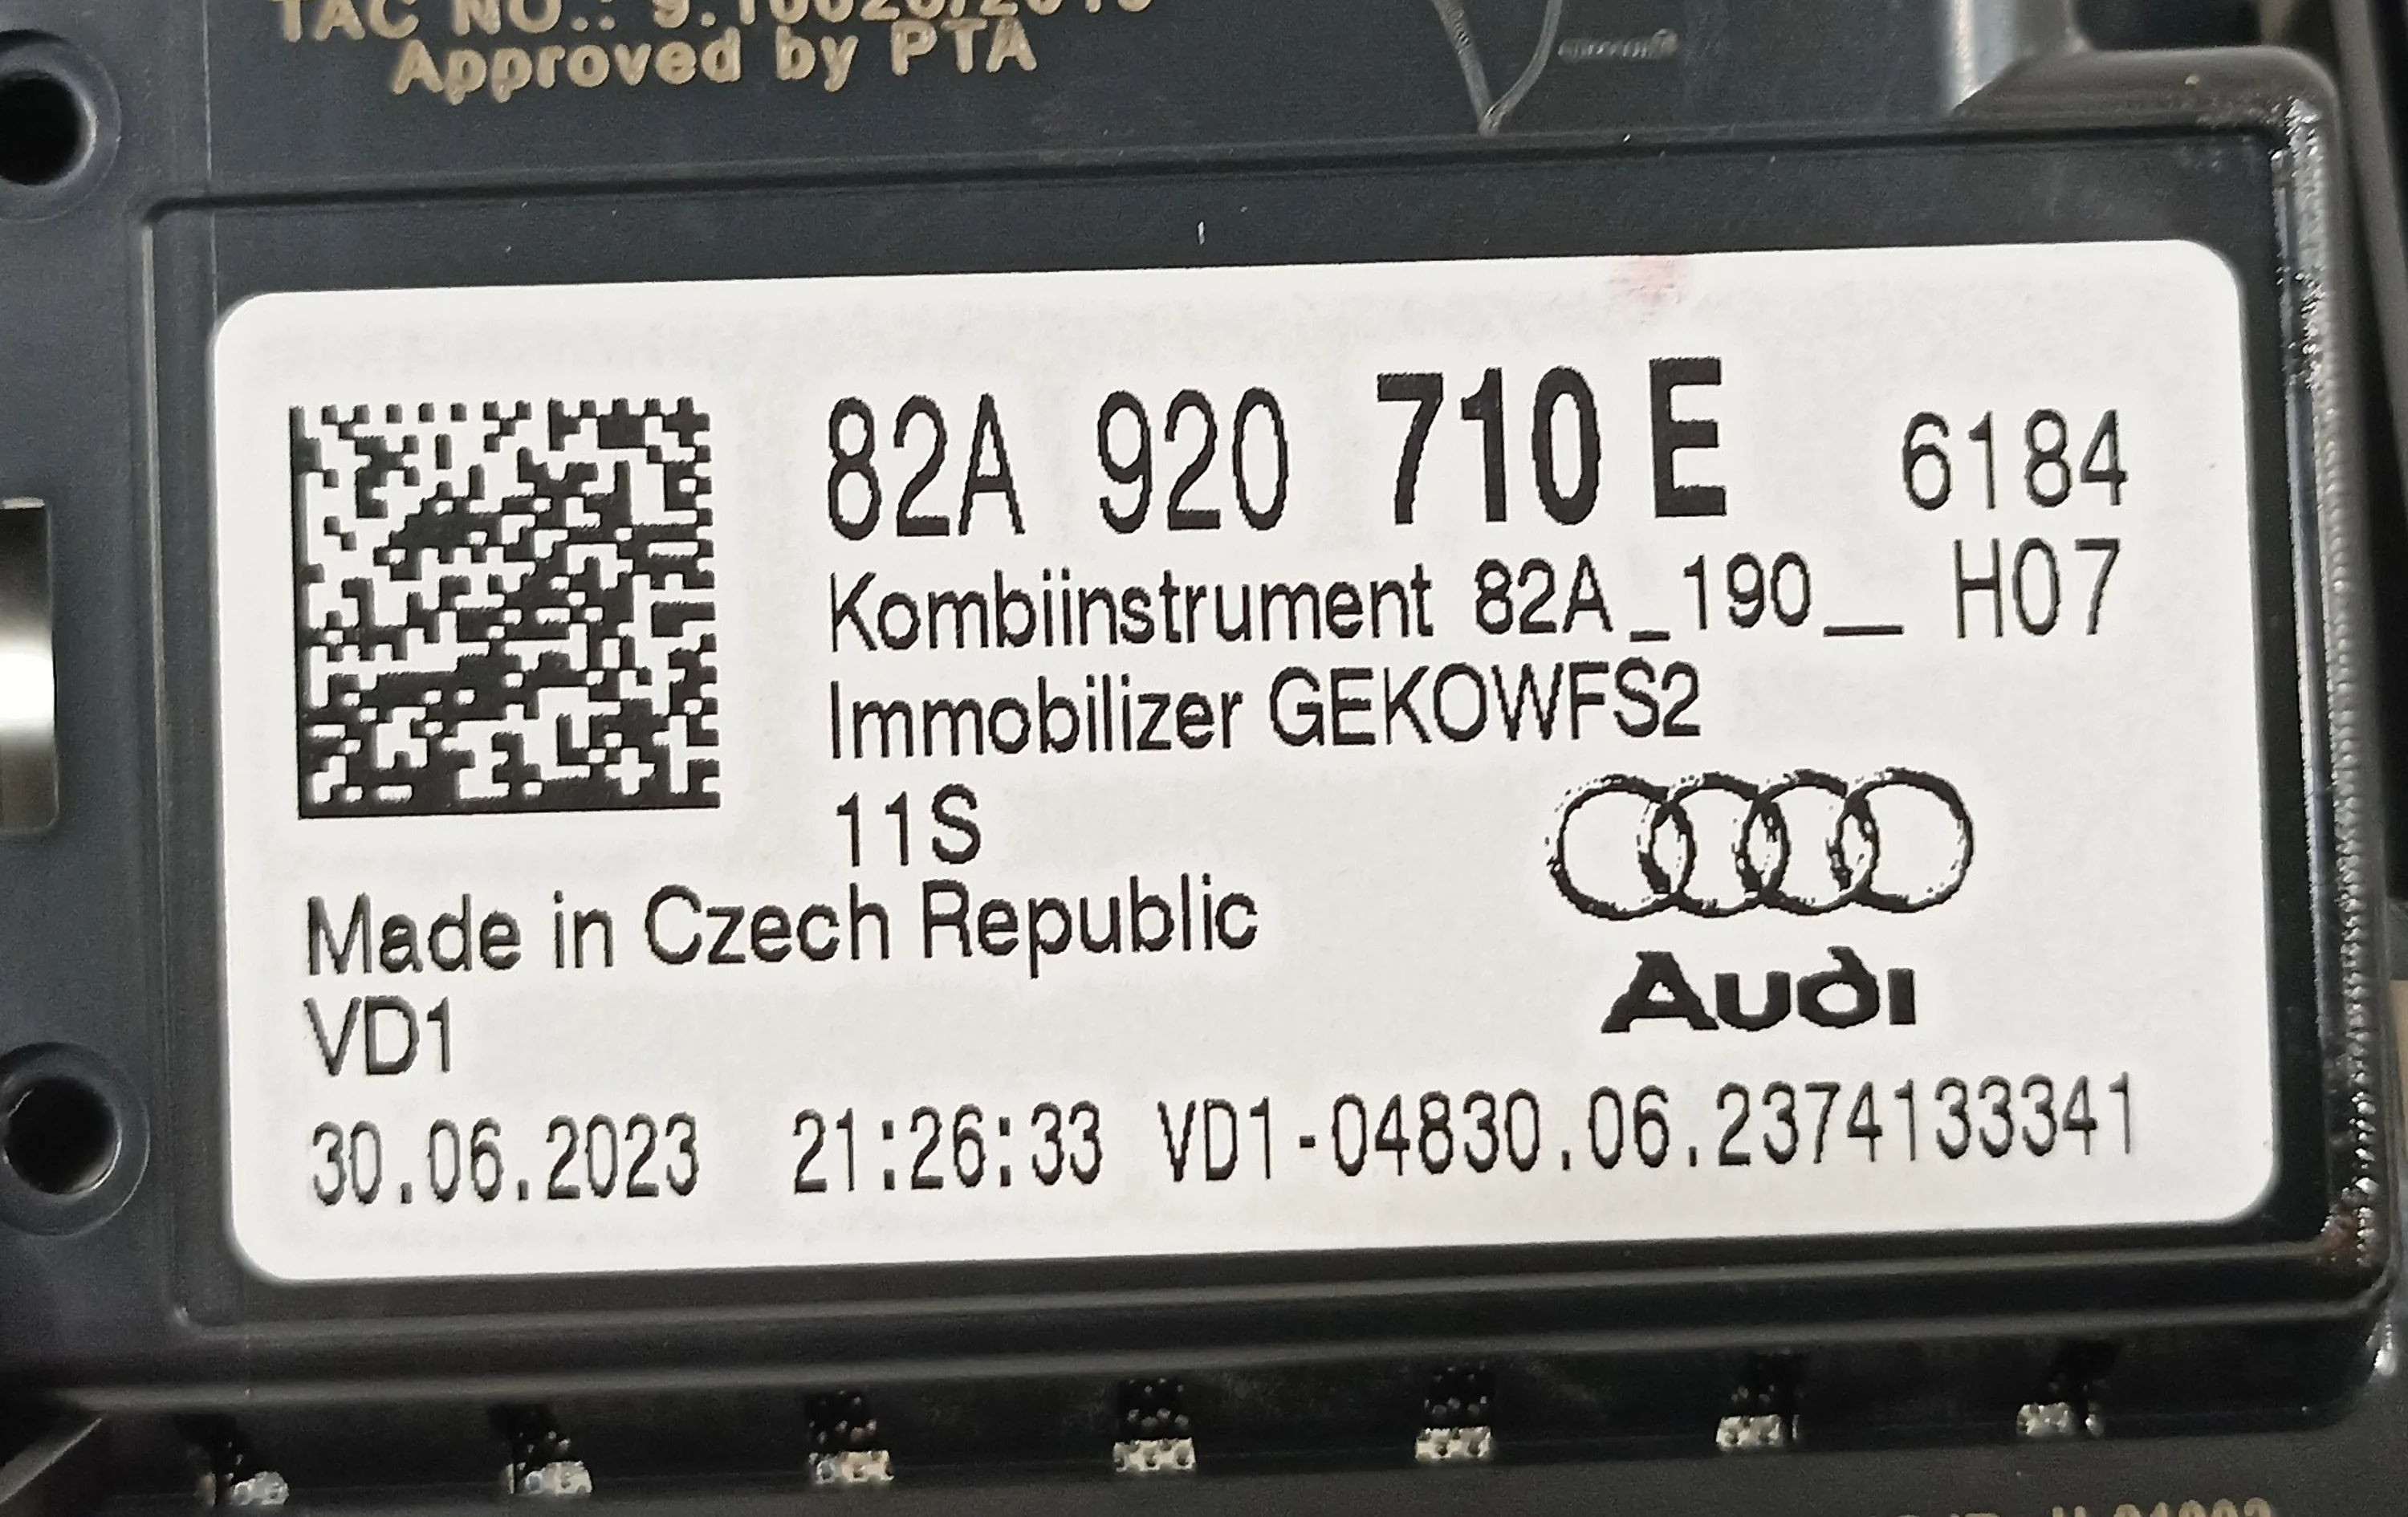 Approved by PTA
82A 920 710 E 6184
Kombiinstrument 82A_190__ H07
Immobilizer GEKOWFS2
11S
Made in Czech Republic
Audi
VD1
30.06.2023 21:26:33 VD1-04830.06.2374133341